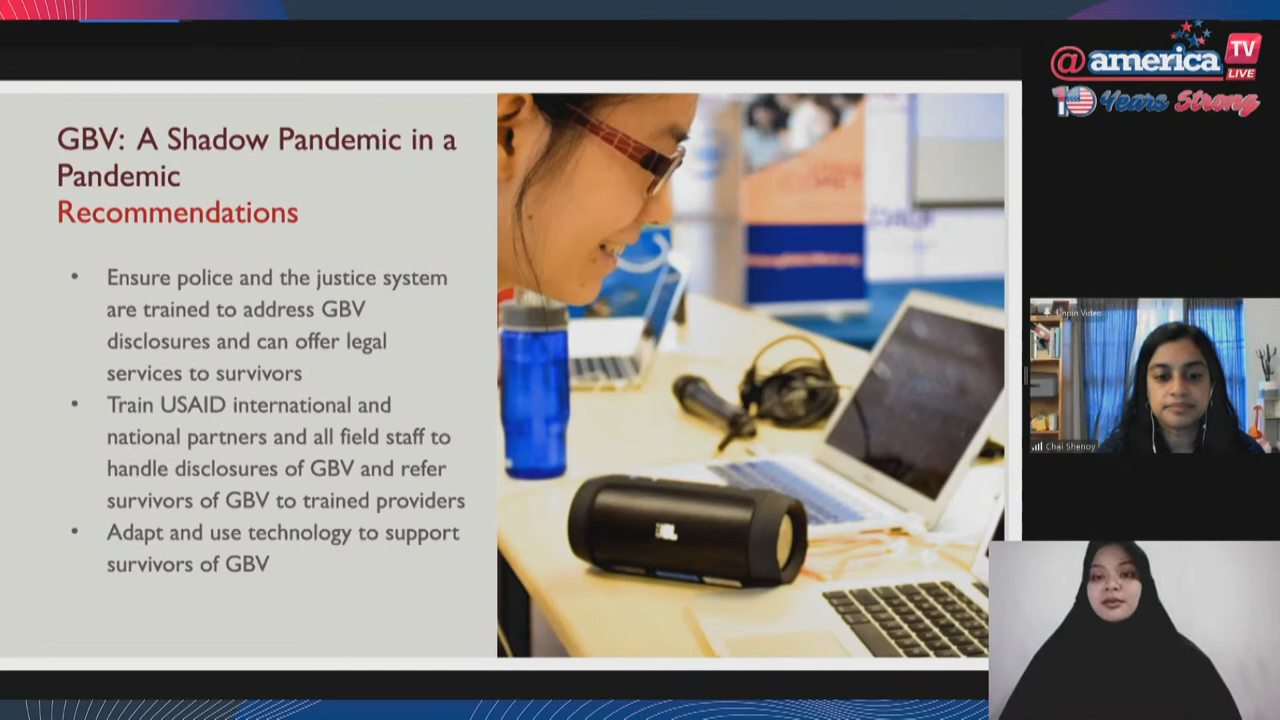 GBV: A Shadow Pandemic in a
Pandemic
Recommendations
• Ensure police and the justice system
are trained to address GBV
disclosures and can offer legal
services to survivors
• Train USAID international and
national partners and all field staff to
handle disclosures of GBV and refer
survivors of GBV to trained providers
• Adapt and use technology to support
survivors of GBV
@america TV
LIVE
10 Years Strong
Unpin Video
Chai Shenoy
JBL